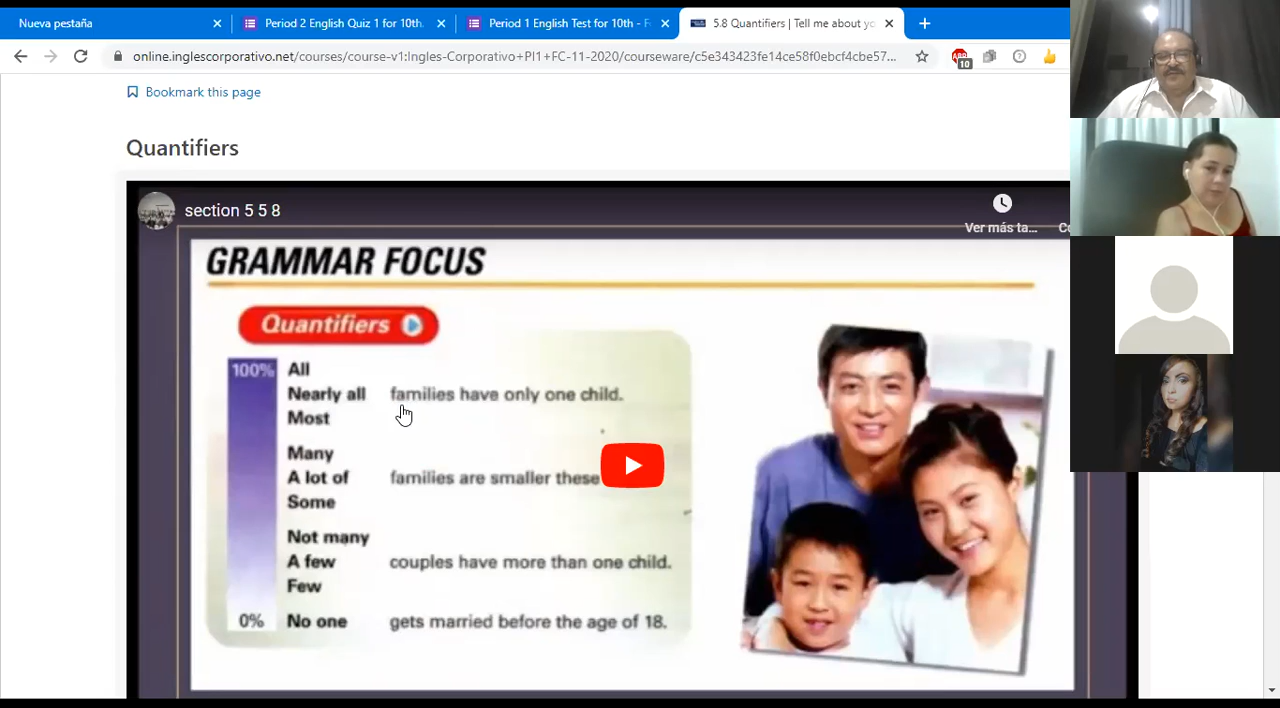 Nueva pestaña
Period 2 English Quiz 1 for 10th.
Period 1 English Test for 10th - F
5.8 Quantifiers | Tell me about yo
online.inglescorporativo.net/courses/course-v1:Ingles-Corporativo+PI1+FC-11-2020/courseware/c5e343423fe14ce58f0ebcf4cbe57...
10
Bookmark this page
Quantifiers
section 5 5 8
Ver más ta...
GRAMMAR FOCUS
Quantifiers
100% All
Nearly all families have only one child.
Most
Many
A lot of families are smaller these
Some
Not many
A few couples have more than one child.
Few
0% No one gets married before the age of 18.